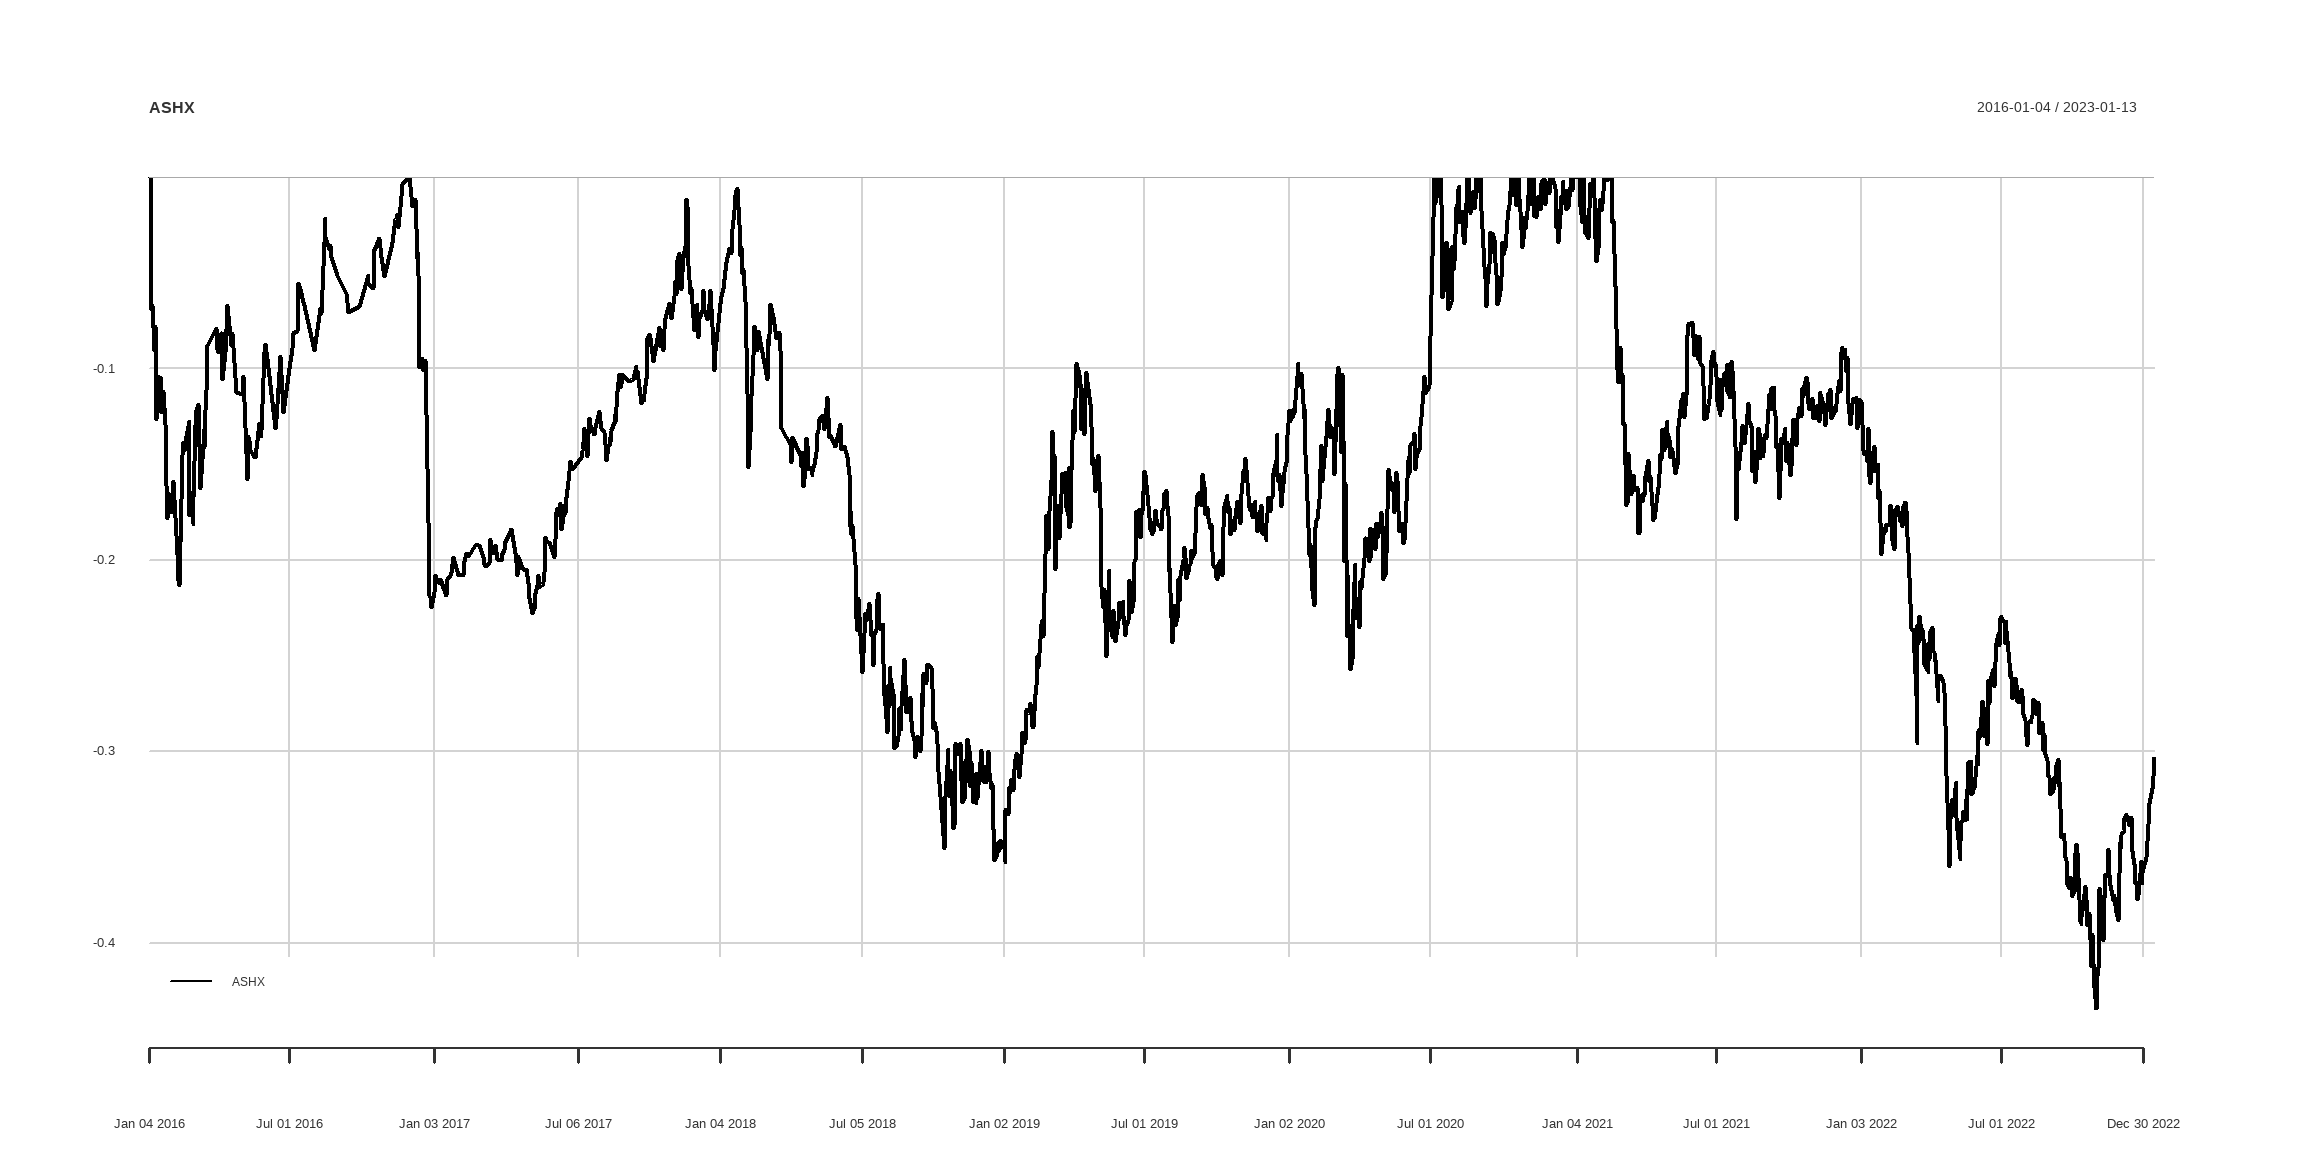 ASHX
2016-01-04 / 2023-01-13
-0.1
-0.2
-0.3
-0.4
ASHX
Jan 04 2016
Jul 01 2016
Jan 03 2017
Jul 06 2017
Jan 04 2018
Jul 05 2018
Jan 02 2019
Jul 01 2019
Jan 02 2020
Jul 01 2020
Jan 04 2021
Jul 01 2021
Jan 03 2022
Jul 01 2022
Dec 30 2022